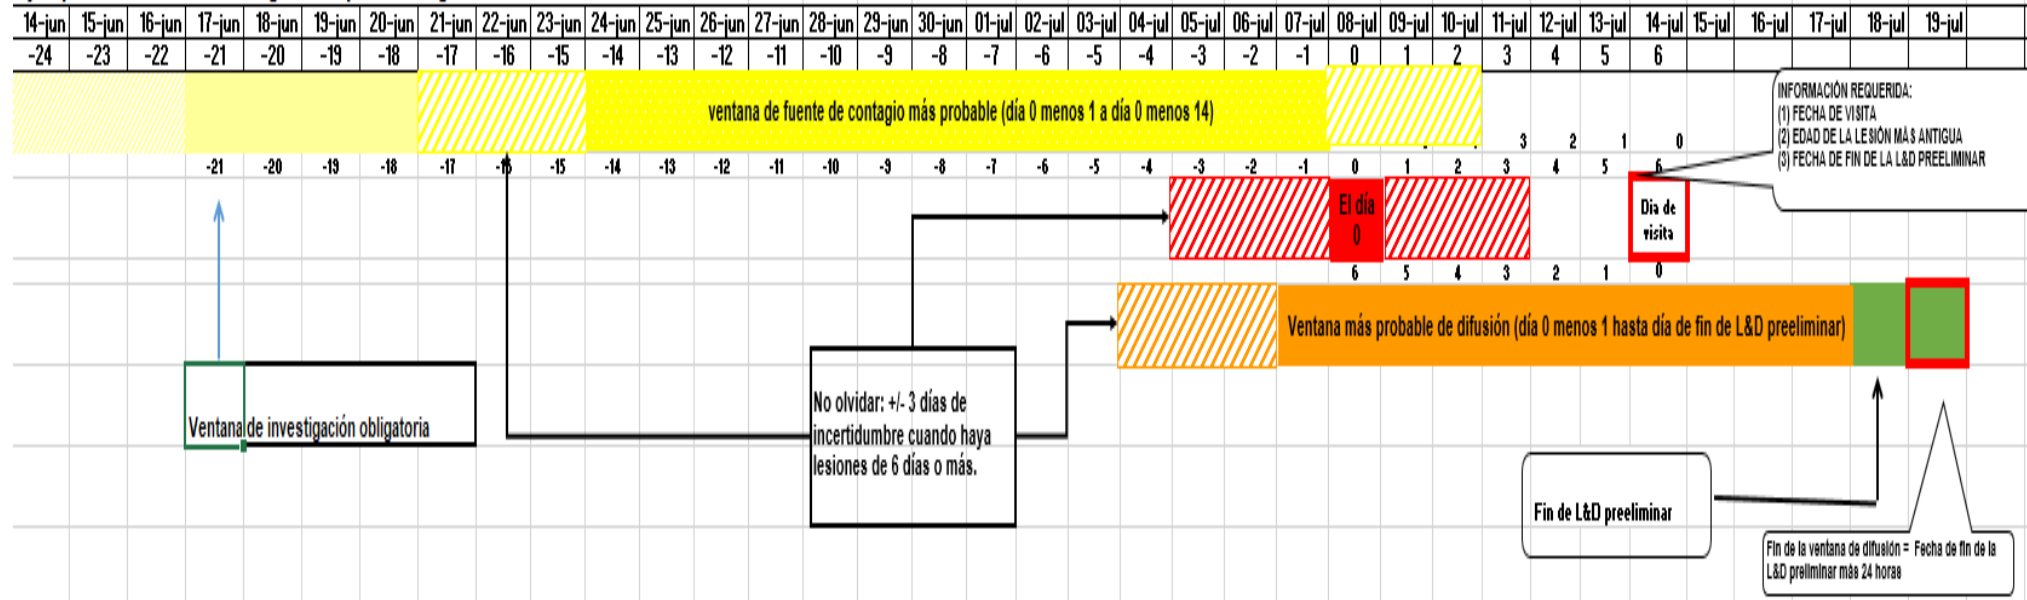 14-jun 15-jun 16-jun 17-jun 18-jun 19-jun 20-jun 21-jun 22-jun 23-jun 24-jun 25-jun 26-jun 27-jun 28-jun 29-jun 30-jun 01-jul 02-jul 03-jul 04-jul 05-jul 06-jul 07-jul 08-jul 09-jul 10-jul 11-jul 12-jul 13-jul 14-jul 15-jul 16-jul 17-jul 18-jul 19-jul
-24 -23 -22 -21 -20 -19 -18 -17 -16 -15 -14 -13 -12 -11 -10 -9 -8 -7 -6 -5 -4 -3 -2 -1 0 1 2 3 4 5 6
ventana de fuente de contagio más probable (día 0 menos 1 a día 0 menos 14)
INFORMACIÓN REQUERIDA:
(1) FECHA DE VISITA
(2) EDAD DE LA LESIÓN MÁS ANTIGUA
(3) FECHA DE FIN DE LA L&D PREELIMINAR
3 2 1 0
-21 -20 -19 -18 -17 -16 -15 -14 -13 -12 -11 -10 -9 -8 -7 -6 -5 -4 -3 -2 -1 0 1 2 3 4 5 6
El día
0
Dia de
visita
6 5 4 3 2 1 0
Ventana más probable de difusión (día 0 menos 1 hasta día de fin de L&D preeliminar)
Ventana de investigación obligatoria
No olvidar: +/- 3 días de
incertidumbre cuando haya
lesiones de 6 días o más.
Fin de L&D preeliminar
Fin de la ventana de difusión = Fecha de fin de la
L&D preliminar más 24 horas